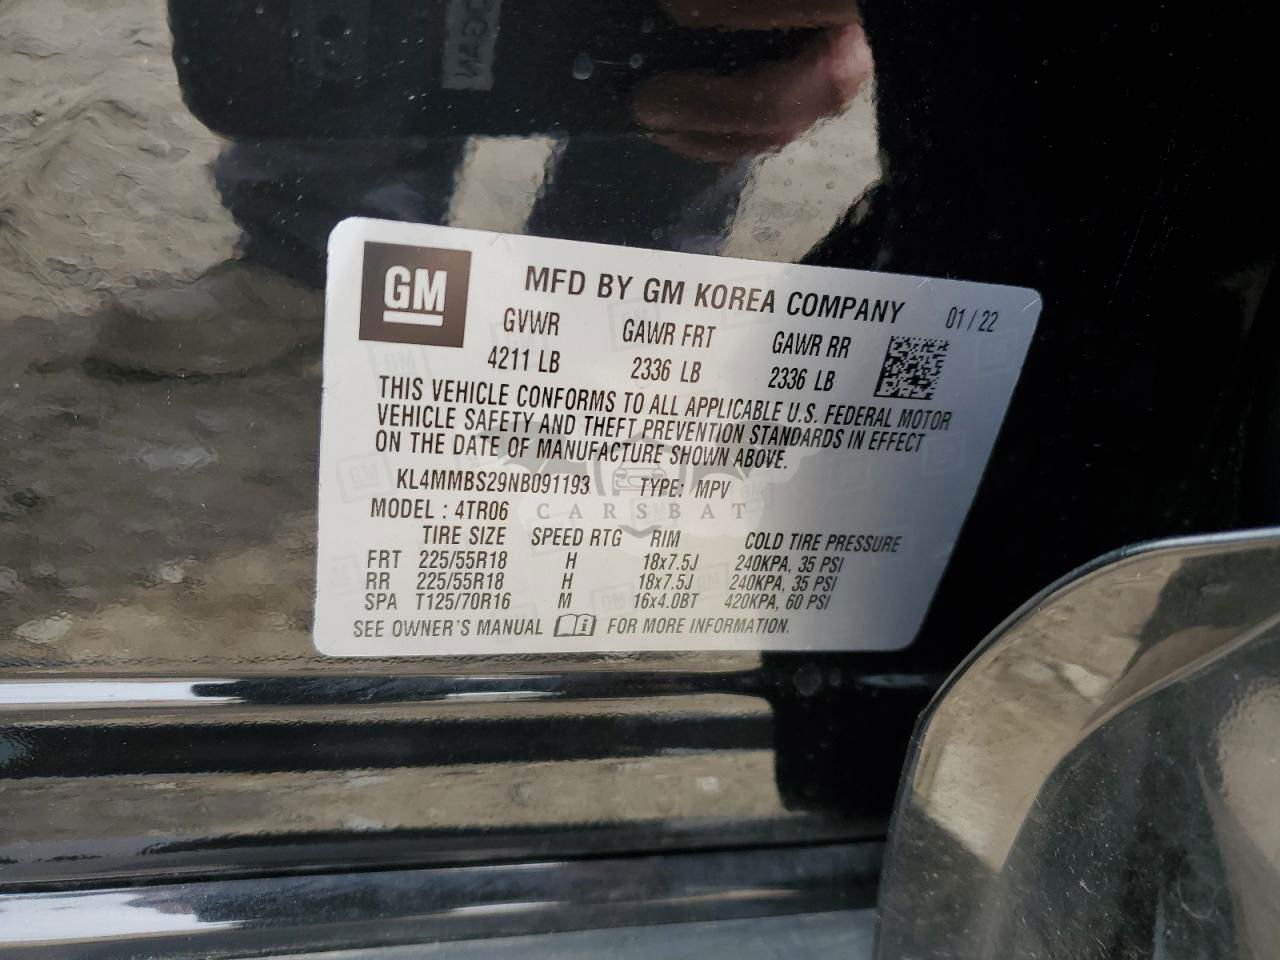 GM
MFD BY GM KOREA COMPANY 01/22
GVWR GAWR FRT GAWR RR
4211 LB 2336 LB 2336 LB
THIS VEHICLE CONFORMS TO ALL APPLICABLE U.S. FEDERAL MOTOR
VEHICLE SAFETY AND THEFT PREVENTION STANDARDS IN EFFECT
ON THE DATE OF MANUFACTURE SHOWN ABOVE.
KL4MMBS29NB091193 TYPE: MPV
CARSBAT
MODEL : 4TR06
TIRE SIZE SPEED RTG RIM COLD TIRE PRESSURE
FRT 225/55R18 H 18x7.5J 240KPA, 35 PSI
RR 225/55R18 H 18x7.5J 240KPA, 35 PSI
SPA T125/70R16 M 16x4.0BT 420KPA, 60 PSI
SEE OWNER'S MANUAL FOR MORE INFORMATION.